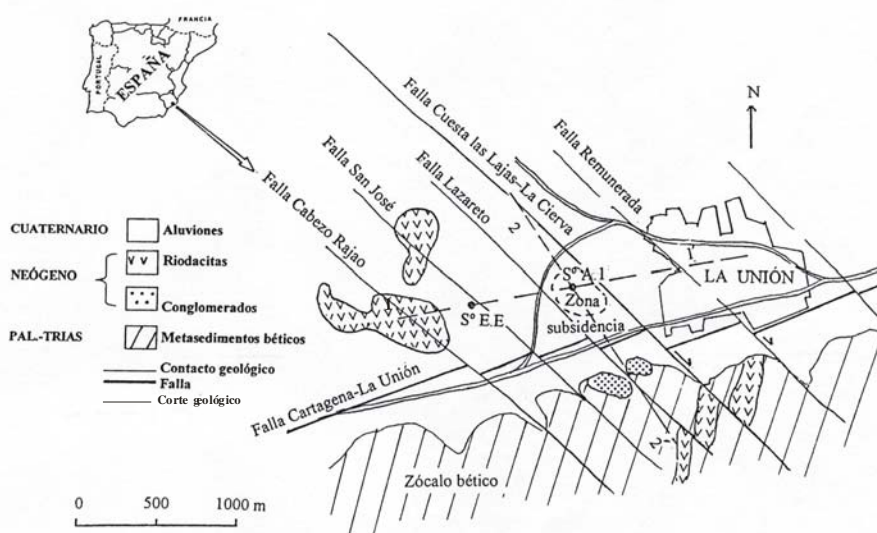 FRANCIA
PORTUGAL
ESPAÑA
N
Falla Cuesta las Lajas–La Cierva
Falla Remunerada
Falla San José
Falla Lazareto
Falla Cabezo Rajao
2
1
LA UNIÓN
Sº A.1
Zona
subsidencia
1
Sº E.E
Falla Cartagena-La Unión
2'
Zócalo bético
CUATERNARIO
Aluviones
NEÓGENO
Riodacitas
Conglomerados
PAL.-TRIAS
Metasedimentos béticos
Contacto geológico
Falla
Corte geológico
0 500 1000 m